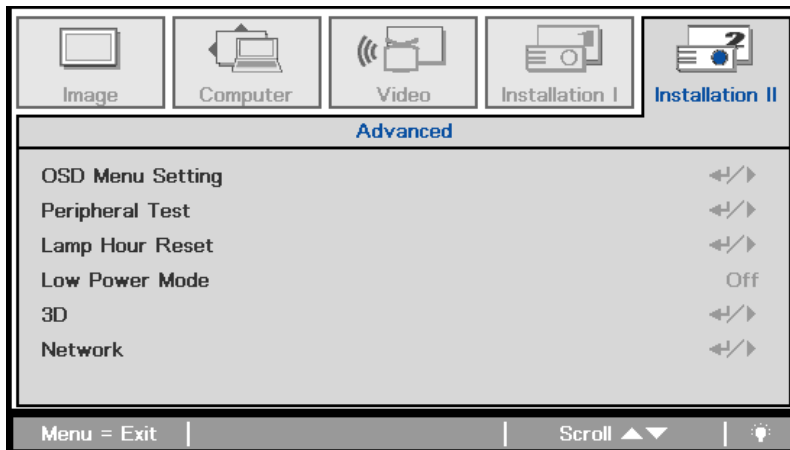 Image Computer Video Installation I Installation II
Advanced
OSD Menu Setting
Peripheral Test
Lamp Hour Reset
Low Power Mode Off
3D
Network
Menu = Exit Scroll ▲▼